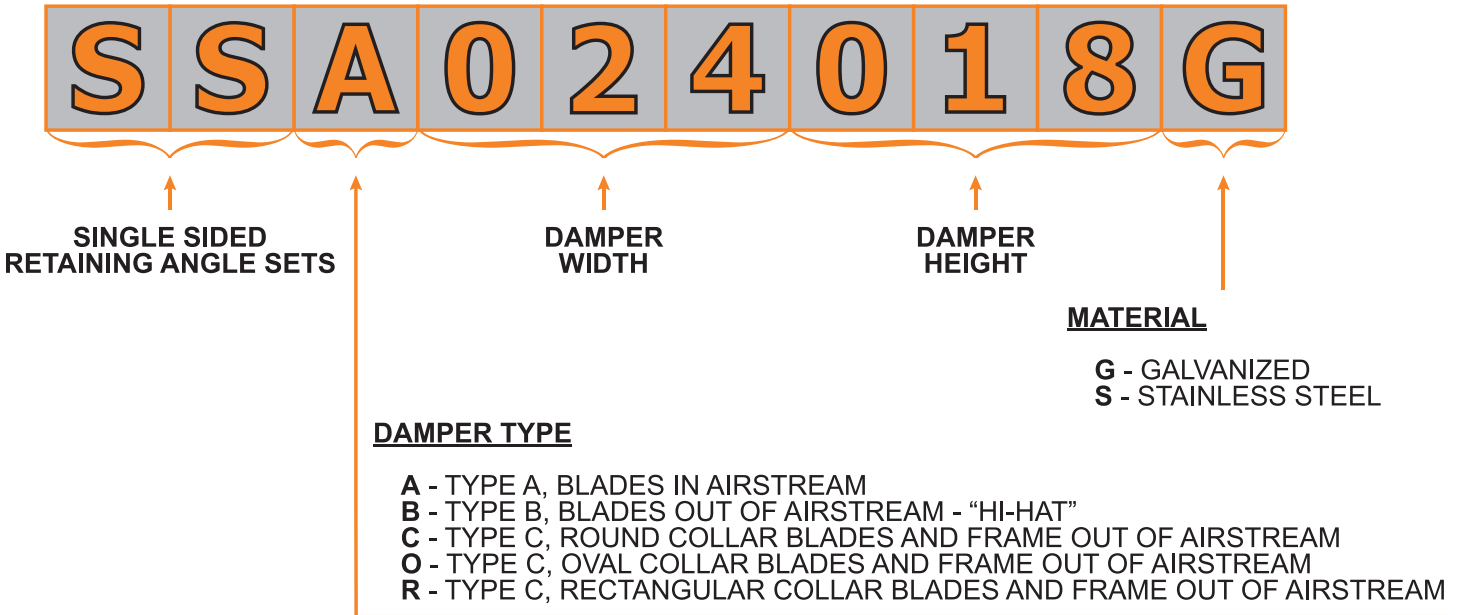 SSA024018G
SINGLE SIDED
RETAINING ANGLE SETS
DAMPER
WIDTH
DAMPER
HEIGHT
MATERIAL
G - GALVANIZED
S - STAINLESS STEEL
DAMPER TYPE
A - TYPE A, BLADES IN AIRSTREAM
B - TYPE B, BLADES OUT OF AIRSTREAM - “HI-HAT”
C - TYPE C, ROUND COLLAR BLADES AND FRAME OUT OF AIRSTREAM
O - TYPE C, OVAL COLLAR BLADES AND FRAME OUT OF AIRSTREAM
R - TYPE C, RECTANGULAR COLLAR BLADES AND FRAME OUT OF AIRSTREAM